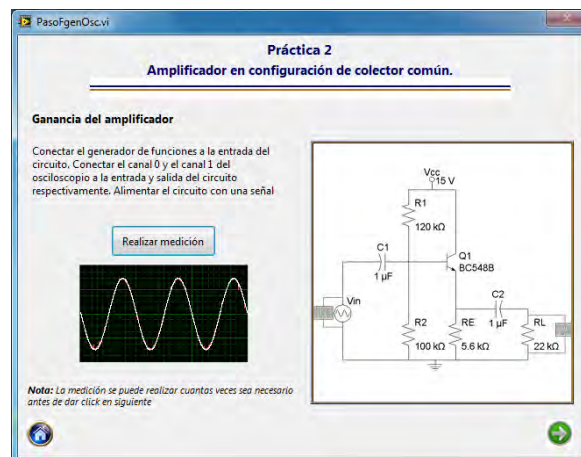 PasoFgenOsc.vi
Práctica 2
Amplificador en configuración de colector común.
Ganancia del amplificador
Conectar el generador de funciones a la entrada del
circuito. Conectar el canal 0 y el canal 1 del
osciloscopio a la entrada y salida del circuito
respectivamente. Alimentar el circuito con una señal
Realizar medición
Nota: La medición se puede realizar cuantas veces sea necesario
antes de dar click en siguiente
Vcc
15 V
R1
120 kΩ
C1
1 µF
Q1
BC548B
Vin
C2
1 µF
R2
100 kΩ
RE
5.6 kΩ
RL
22 kΩ